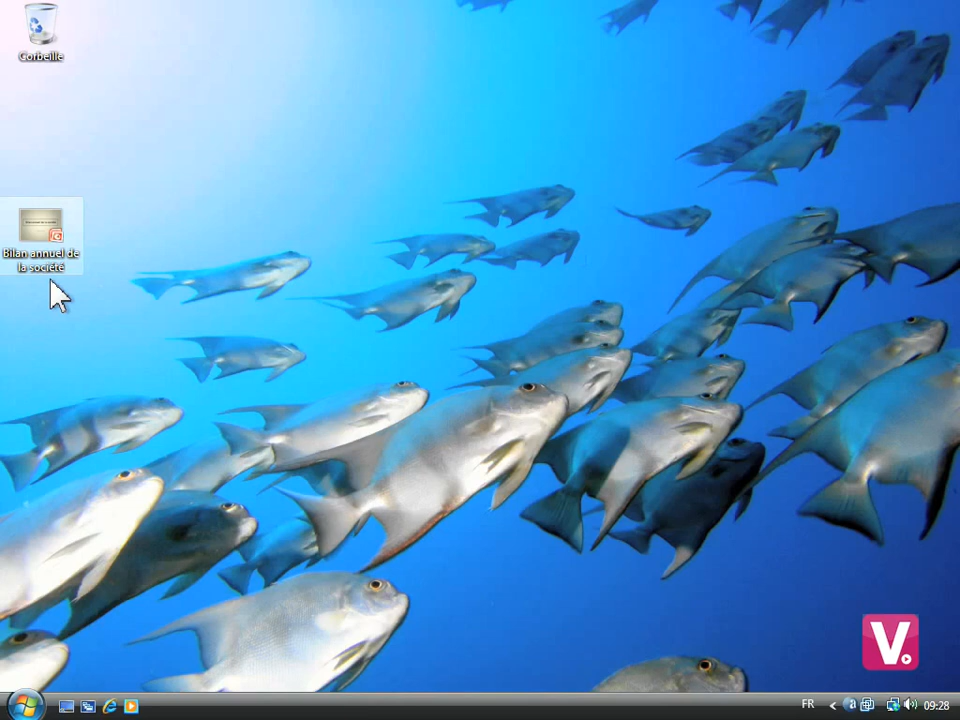 Corbeille
Bilan annuel de
la société
V.
FR
09:28